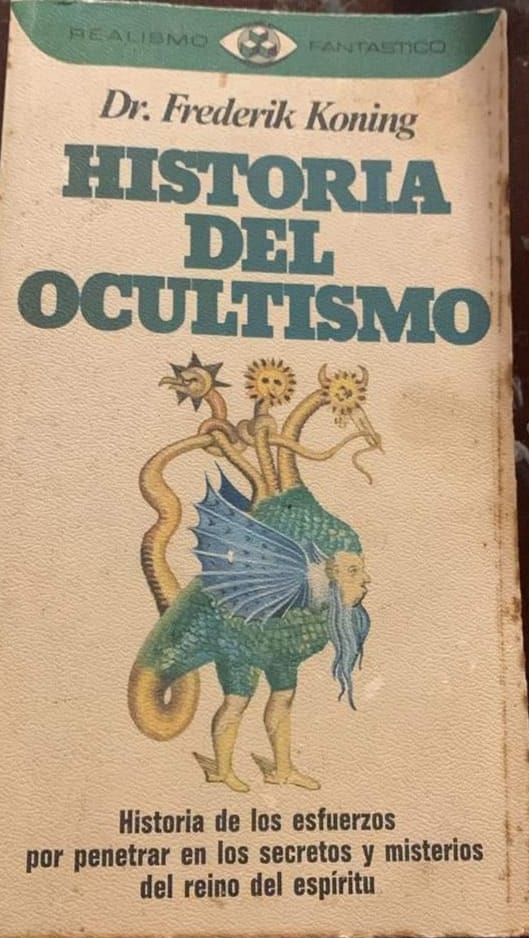 REALISMO FANTASTICO
Dr. Frederik Koning
HISTORIA
DEL
OCULTISMO
Historia de los esfuerzos
por penetrar en los secretos y misterios
del reino del espíritu